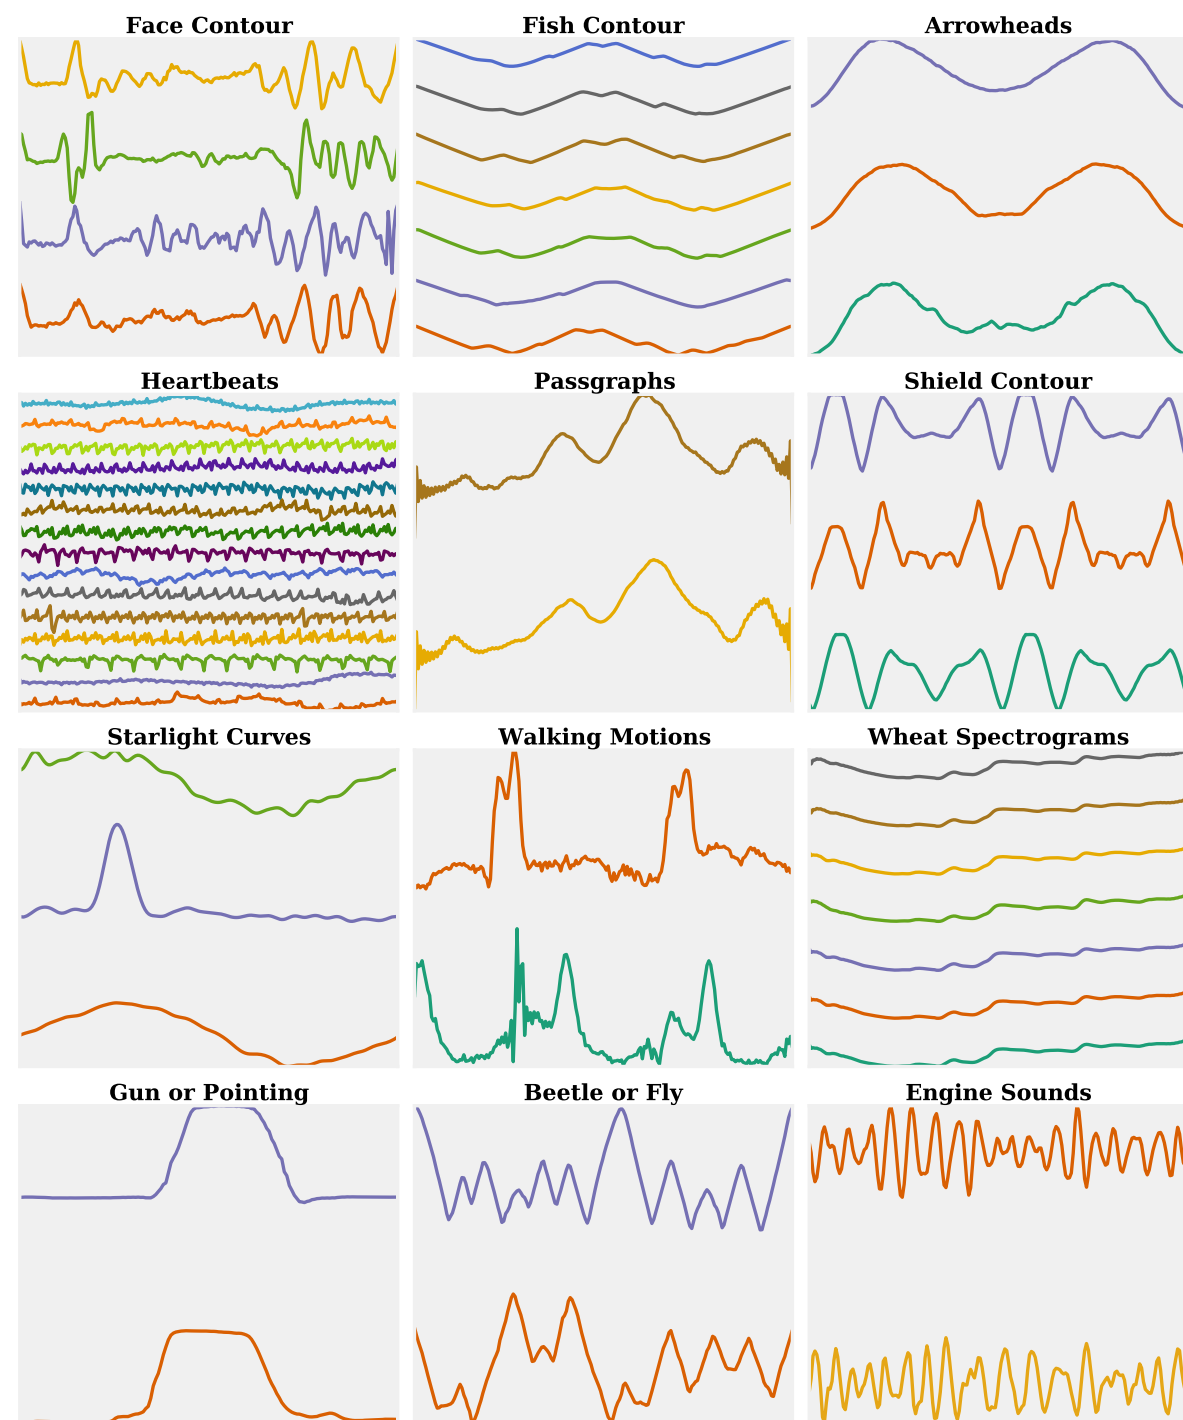 Face Contour
Fish Contour
Arrowheads
Heartbeats
Passgraphs
Shield Contour
Starlight Curves
Walking Motions
Wheat Spectrograms
Gun or Pointing
Beetle or Fly
Engine Sounds